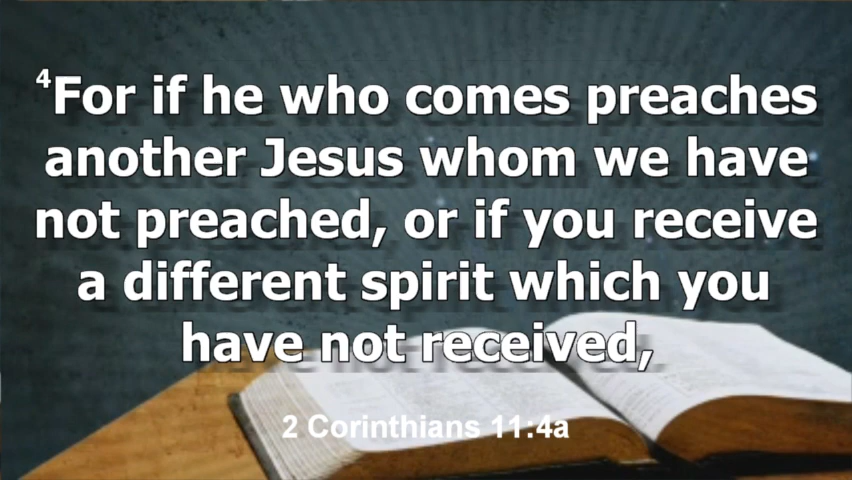 4For if he who comes preaches
another Jesus whom we have
not preached, or if you receive
a different spirit which you
have not received,
2 Corinthians 11:4a